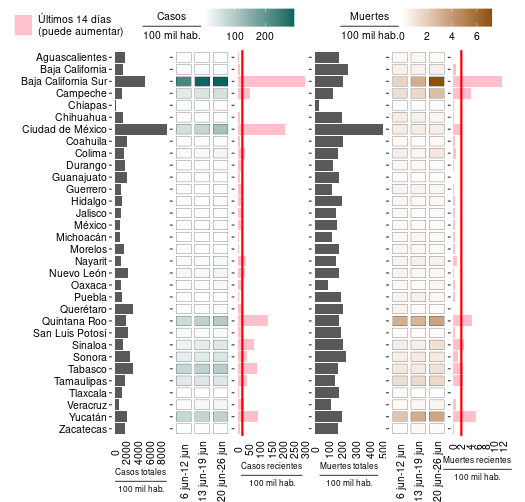 Últimos 14 días
(puede aumentar)
Casos
100 mil hab.
100 200
Muertes
100 mil hab.
0 2 4 6
Aguascalientes
Baja California
Baja California Sur
Campeche
Chiapas
Chihuahua
Ciudad de México
Coahuila
Colima
Durango
Guanajuato
Guerrero
Hidalgo
Jalisco
México
Michoacán
Morelos
Nayarit
Nuevo León
Oaxaca
Puebla
Querétaro
Quintana Roo
San Luis Potosí
Sinaloa
Sonora
Tabasco
Tamaulipas
Tlaxcala
Veracruz
Yucatán
Zacatecas
0 2000 4000 6000 8000
Casos totales
100 mil hab.
6 jun-12 jun
13 jun-19 jun
20 jun-26 jun
0 50 100 150 200 250 300
Casos recientes
100 mil hab.
0 100 200 300 400 500
Muertes totales
100 mil hab.
6 jun-12 jun
13 jun-19 jun
20 jun-26 jun
0 2 4 6 8 10 12
Muertes recientes
100 mil hab.